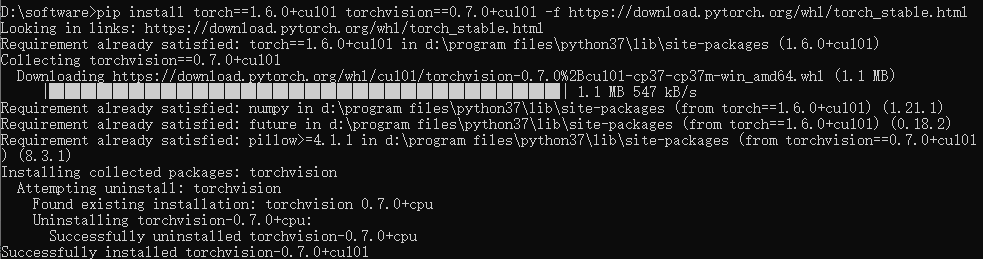 D:\software>pip install torch==1.6.0+cu101 torchvision==0.7.0+cu101 -f https://download.pytorch.org/whl/torch_stable.html
Looking in links: https://download.pytorch.org/whl/torch_stable.html
Requirement already satisfied: torch==1.6.0+cu101 in d:\program files\python37\lib\site-packages (1.6.0+cu101)
Collecting torchvision==0.7.0+cu101
  Downloading https://download.pytorch.org/whl/cu101/torchvision-0.7.0%2Bcu101-cp37-cp37m-win_amd64.whl (1.1 MB)
     |████████████████████████████████| 1.1 MB 547 kB/s
Requirement already satisfied: numpy in d:\program files\python37\lib\site-packages (from torch==1.6.0+cu101) (1.21.1)
Requirement already satisfied: future in d:\program files\python37\lib\site-packages (from torch==1.6.0+cu101) (0.18.2)
Requirement already satisfied: pillow>=4.1.1 in d:\program files\python37\lib\site-packages (from torchvision==0.7.0+cu101
) (8.3.1)
Installing collected packages: torchvision
  Attempting uninstall: torchvision
    Found existing installation: torchvision 0.7.0+cpu
    Uninstalling torchvision-0.7.0+cpu:
      Successfully uninstalled torchvision-0.7.0+cpu
Successfully installed torchvision-0.7.0+cu101